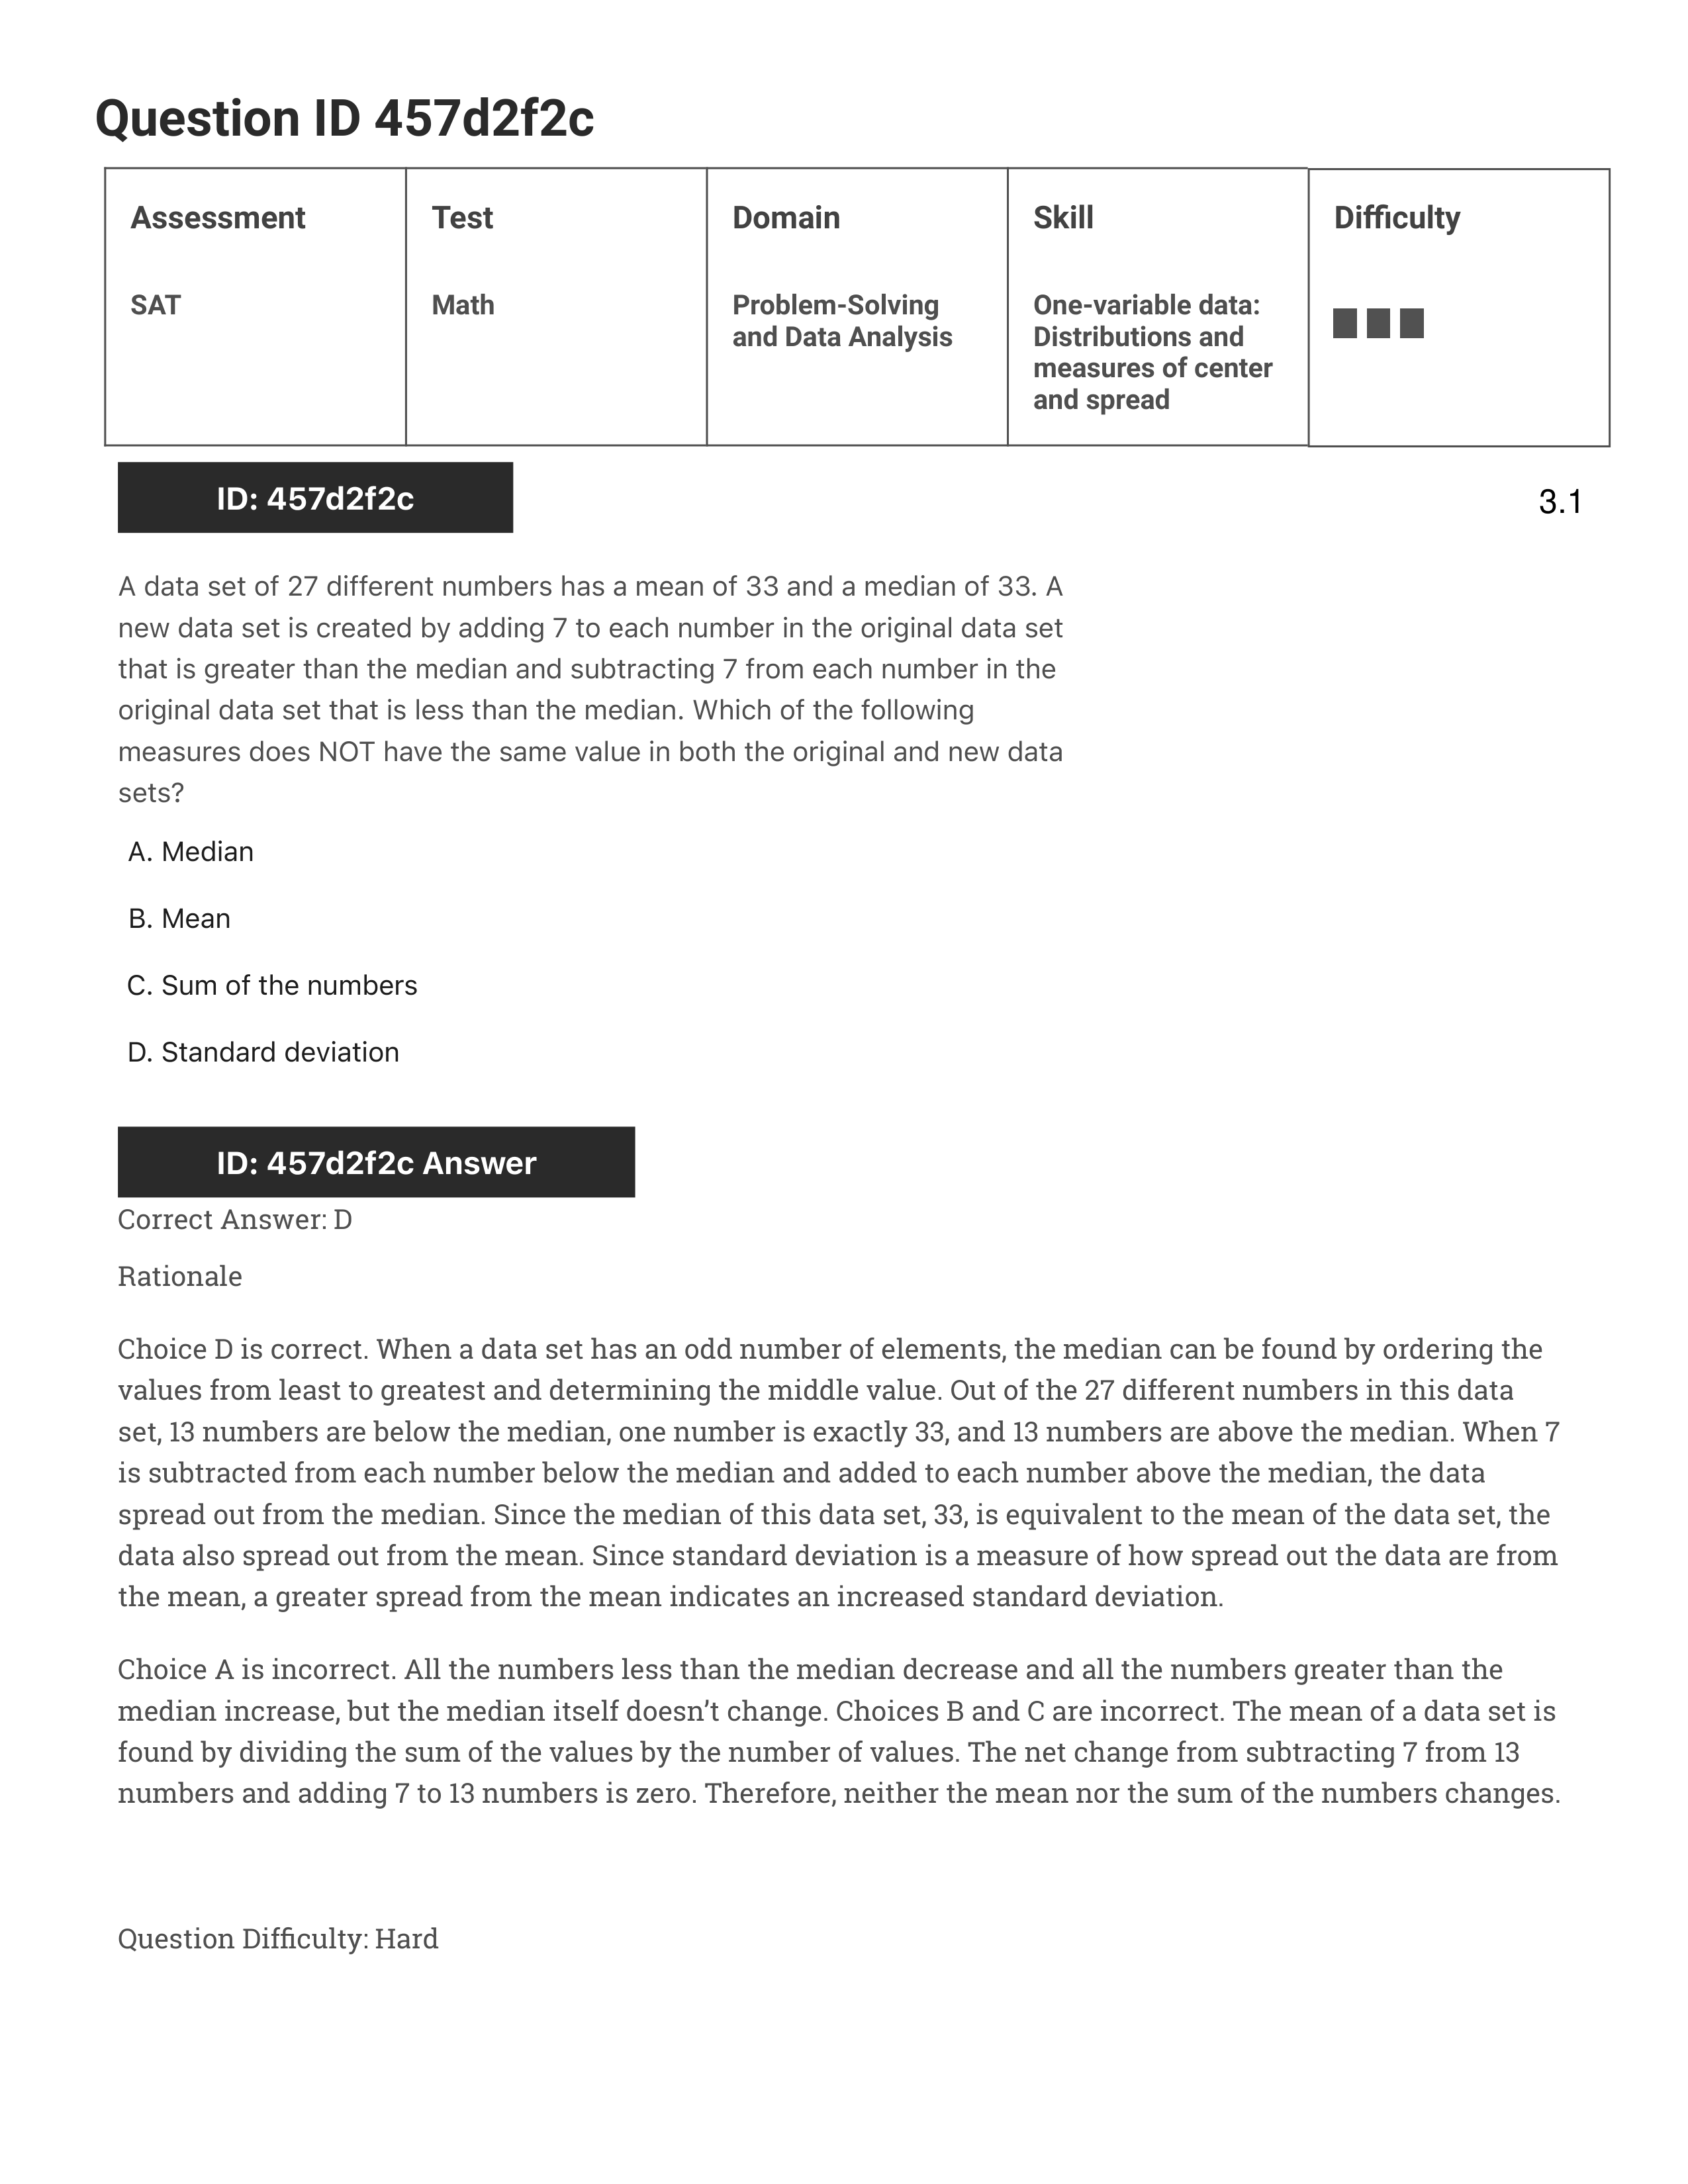 Question ID 457d2f2c
Assessment
Test
Domain
Skill
Difficulty
SAT
Math
Problem-Solving
and Data Analysis
One-variable data:
Distributions and
measures of center
and spread
ID: 457d2f2c
3.1
A data set of 27 different numbers has a mean of 33 and a median of 33. A
new data set is created by adding 7 to each number in the original data set
that is greater than the median and subtracting 7 from each number in the
original data set that is less than the median. Which of the following
measures does NOT have the same value in both the original and new data
sets?
A. Median
B. Mean
C. Sum of the numbers
D. Standard deviation
ID: 457d2f2c Answer
Correct Answer: D
Rationale
Choice D is correct. When a data set has an odd number of elements, the median can be found by ordering the
values from least to greatest and determining the middle value. Out of the 27 different numbers in this data
set, 13 numbers are below the median, one number is exactly 33, and 13 numbers are above the median. When 7
is subtracted from each number below the median and added to each number above the median, the data
spread out from the median. Since the median of this data set, 33, is equivalent to the mean of the data set, the
data also spread out from the mean. Since standard deviation is a measure of how spread out the data are from
the mean, a greater spread from the mean indicates an increased standard deviation.
Choice A is incorrect. All the numbers less than the median decrease and all the numbers greater than the
median increase, but the median itself doesn’t change. Choices B and C are incorrect. The mean of a data set is
found by dividing the sum of the values by the number of values. The net change from subtracting 7 from 13
numbers and adding 7 to 13 numbers is zero. Therefore, neither the mean nor the sum of the numbers changes.
Question Difficulty: Hard